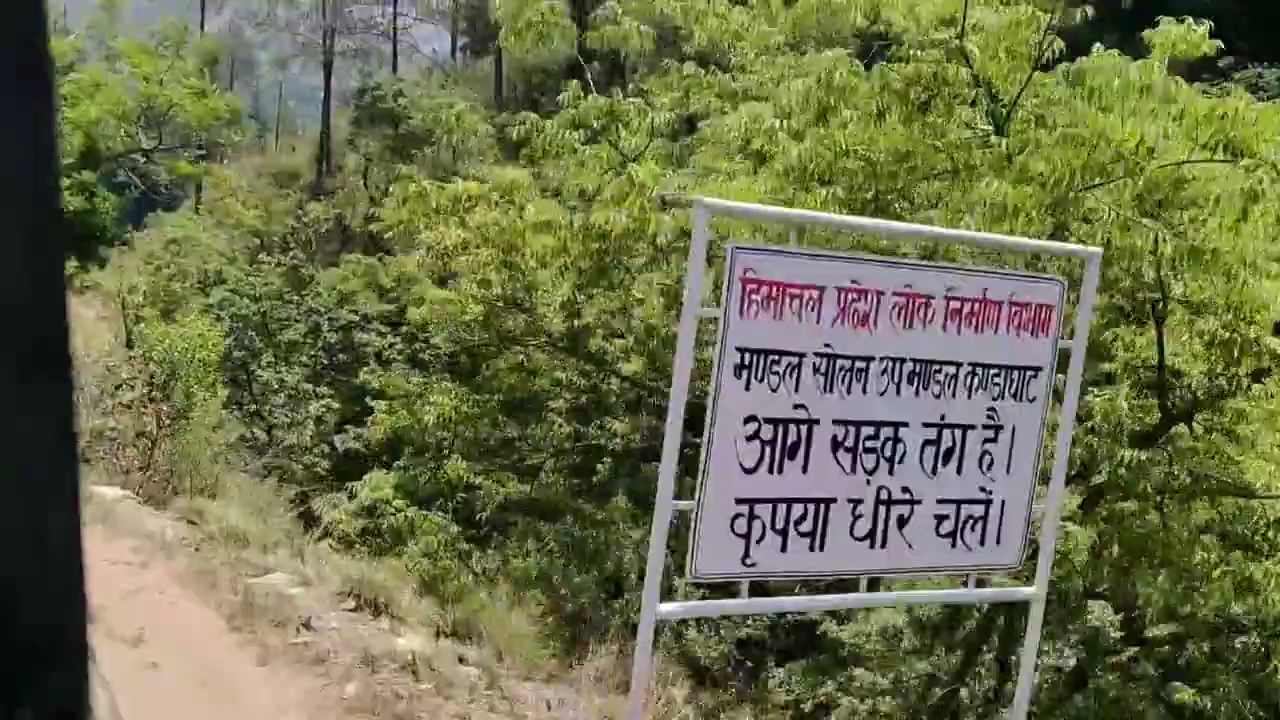 हिमाचल प्रदेश लोक निर्माण विभाग
मण्डल सोलन उप मण्डल कण्डाघाट
आगे सड़क तंग है।
कृपया धीरे चलें।